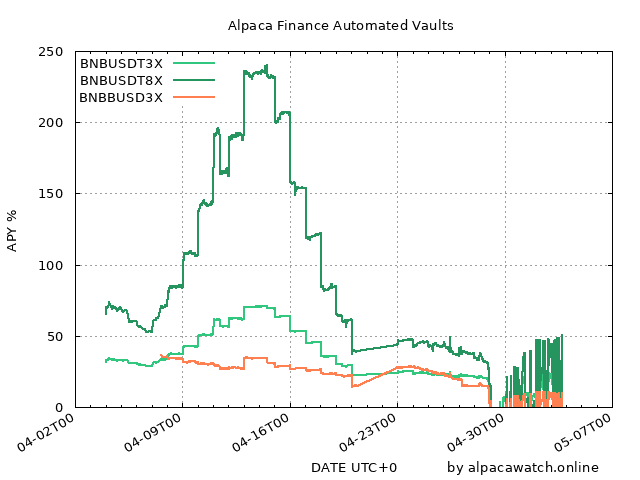 Alpaca Finance Automated Vaults
250
200
150
100
50
0
APY %
BNBUSDT3X
BNBUSDT8X
BNBBUSD3X
04-02T00
04-09T00
04-16T00
04-23T00
04-30T00
05-07T00
DATE UTC+0
by alpacawatch.online